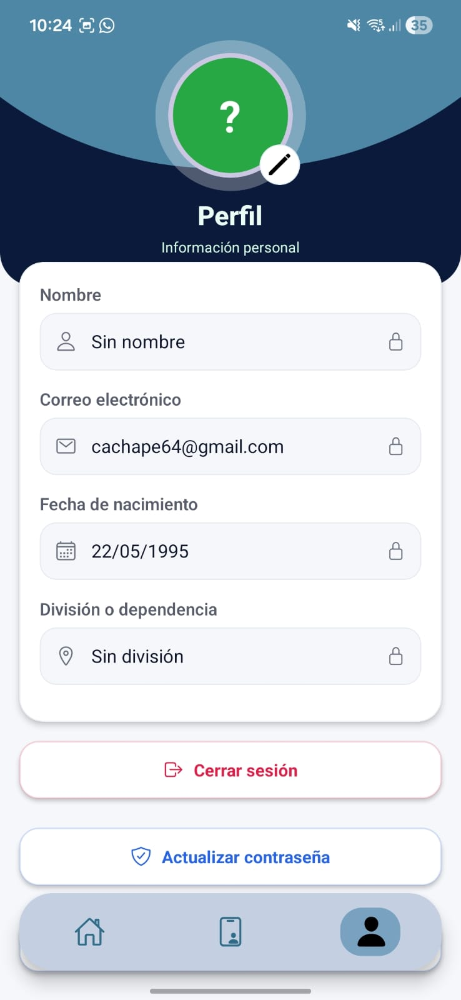 10:24
35
?
Perfil
Información personal
Nombre
Sin nombre
Correo electrónico
cachape64@gmail.com
Fecha de nacimiento
22/05/1995
División o dependencia
Sin división
Cerrar sesión
Actualizar contraseña